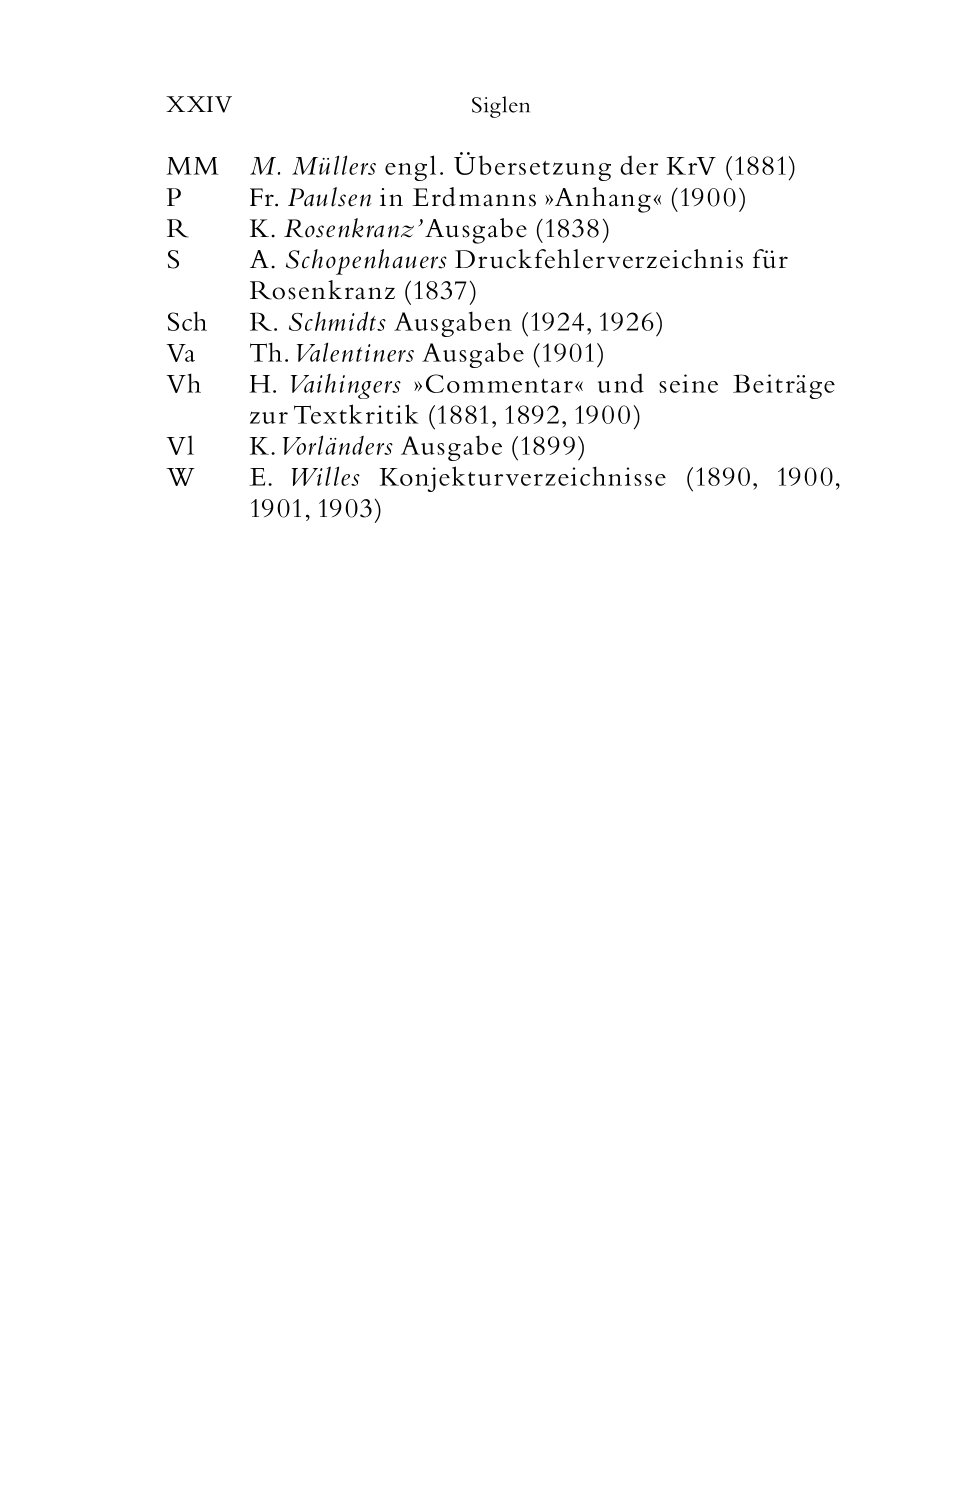 XXIV Siglen
MM M. Müllers engl. Übersetzung der KrV (1881)
P Fr. Paulsen in Erdmanns »Anhang« (1900)
R K. Rosenkranz’ Ausgabe (1838)
S A. Schopenhauers Druckfehlerverzeichnis für
Rosenkranz (1837)
Sch R. Schmidts Ausgaben (1924, 1926)
Va Th. Valentiners Ausgabe (1901)
Vh H. Vaihingers »Commentar« und seine Beiträge
zur Textkritik (1881, 1892, 1900)
Vl K. Vorländers Ausgabe (1899)
W E. Willes Konjekturverzeichnisse (1890, 1900,
1901, 1903)